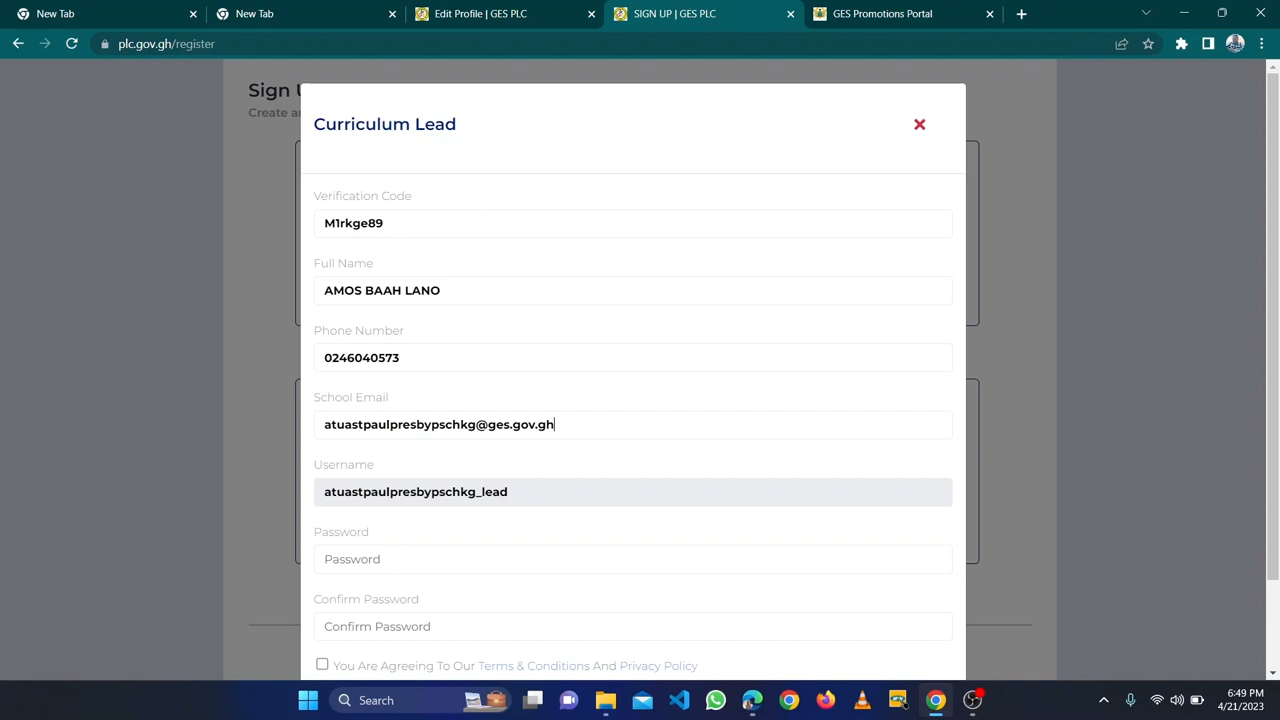 New Tab
New Tab
Edit Profile | GES PLC
SIGN UP | GES PLC
GES Promotions Portal
plc.gov.gh/register
Sign U
Create an
Curriculum Lead
Verification Code
M1rkge89
Full Name
AMOS BAAH LANO
Phone Number
0246040573
School Email
atuastpaulpresbypschkg@ges.gov.gh
Username
atuastpaulpresbypschkg_lead
Password
Password
Confirm Password
Confirm Password
You Are Agreeing To Our Terms & Conditions And Privacy Policy
Search
6:49 PM
4/21/2023